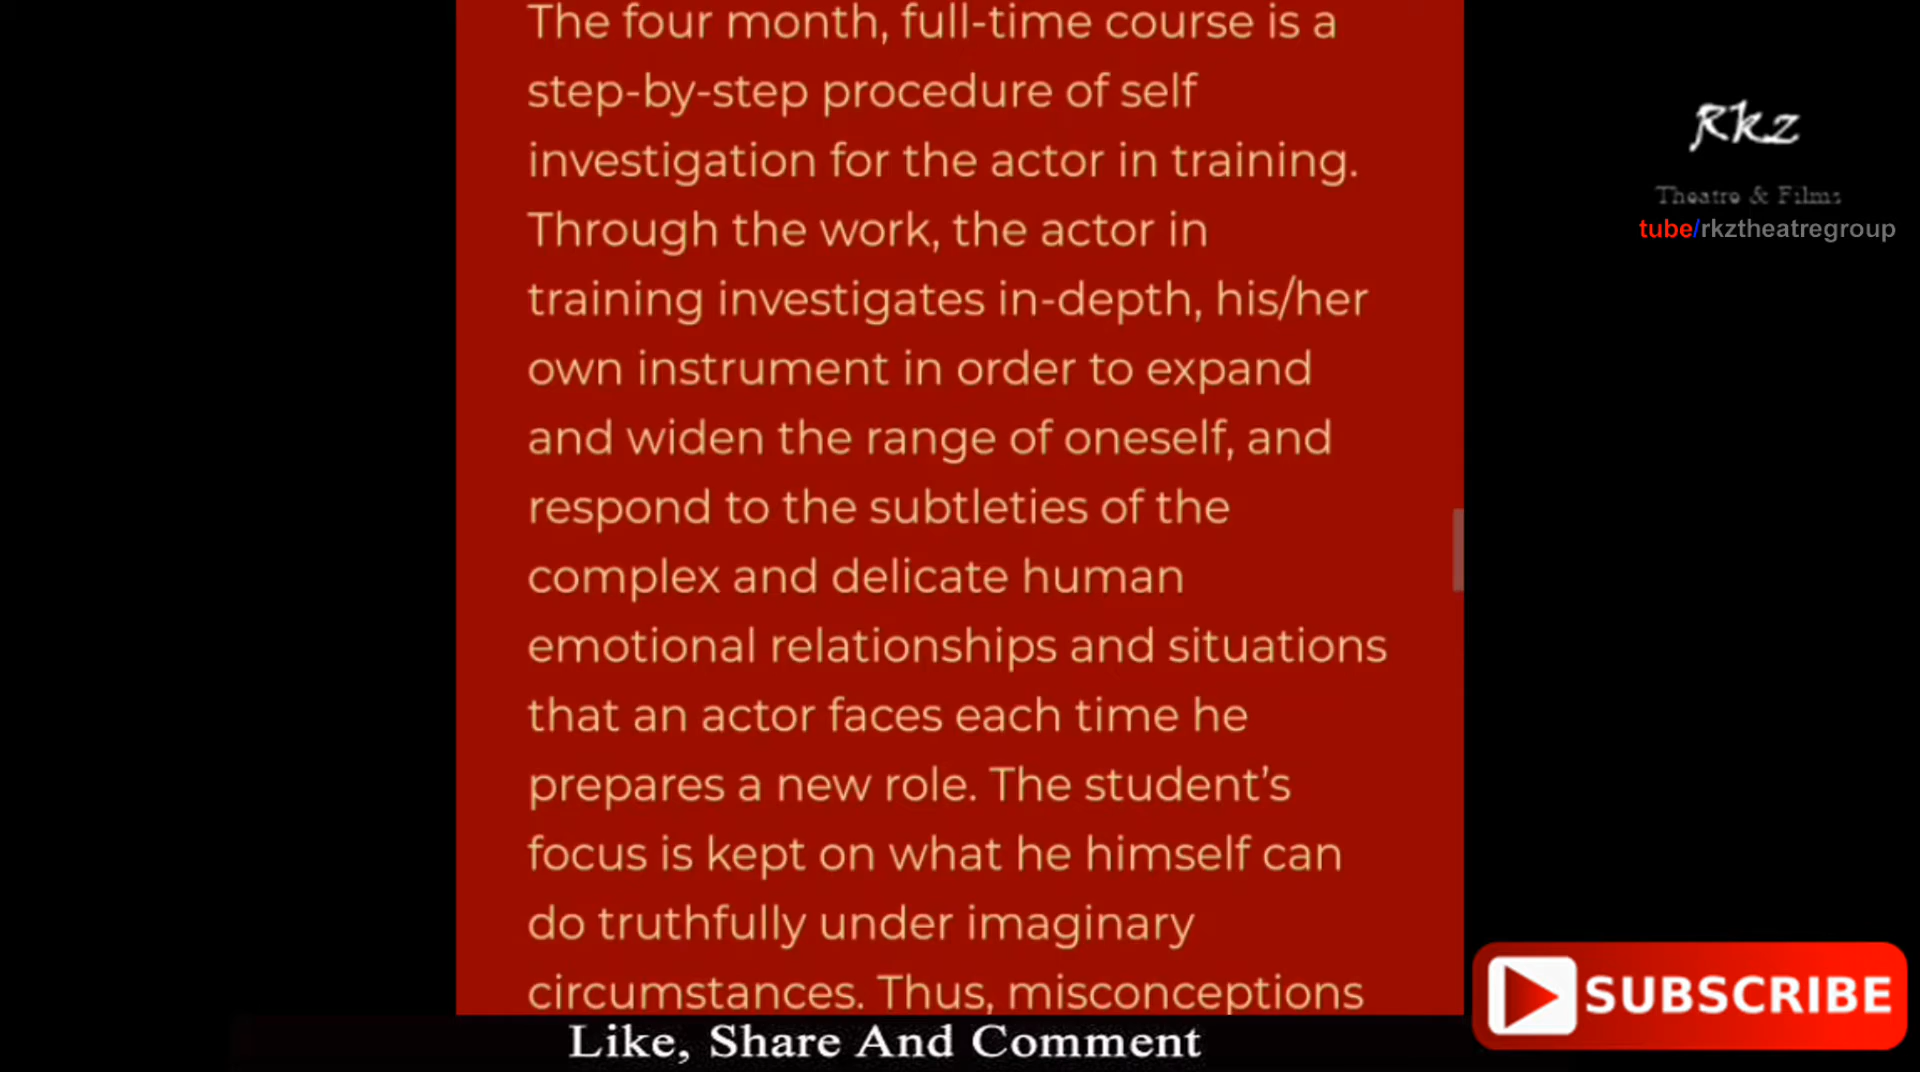 The four month, full-time course is a
step-by-step procedure of self
investigation for the actor in training.
Through the work, the actor in
training investigates in-depth, his/her
own instrument in order to expand
and widen the range of oneself, and
respond to the subtleties of the
complex and delicate human
emotional relationships and situations
that an actor faces each time he
prepares a new role. The student’s
focus is kept on what he himself can
do truthfully under imaginary
circumstances. Thus, misconceptions
Rkz
Theatre & Films
tube/rkztheatregroup
SUBSCRIBE
Like, Share And Comment